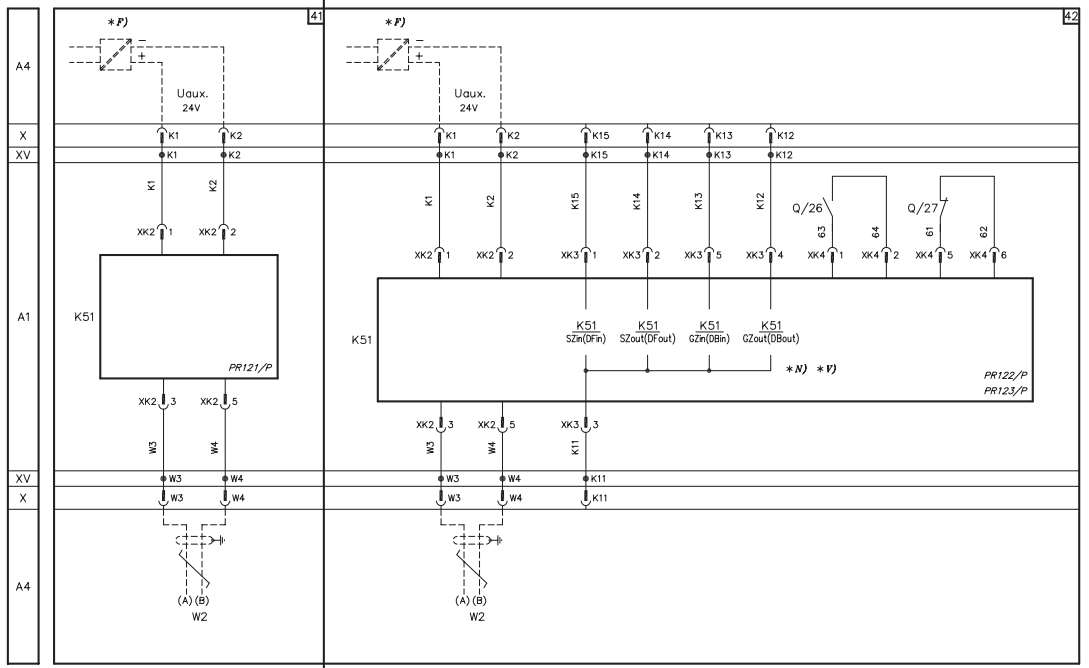 41
42
*F)
*F)
A4
− +
− +
Uaux.
24V
Uaux.
24V
X
K1 K2 K1 K2 K15 K14 K13 K12
XV
K1 K2 K1 K2 K15 K14 K13 K12
K1 K2 K1 K2 K15 K14 K13 K12
Q/26 Q/27
63 64 61 62
XK2 1 XK2 2
XK2 1 XK2 2 XK3 1 XK3 2 XK3 5 XK3 4 XK4 1 XK4 2 XK4 5 XK4 6
A1
K51
PR121/P
K51
K51 K51 K51 K51
SZin(DFin) SZout(DFout) GZin(DBin) GZout(DBout)
*N) *V)
PR122/P
PR123/P
XK2 3 XK2 5
XK2 3 XK2 5 XK3 3
W3 W4 W3 W4 K11
XV
W3 W4 W3 W4 K11
X
W3 W4 W3 W4 K11
A4
(A) (B)
W2
(A) (B)
W2